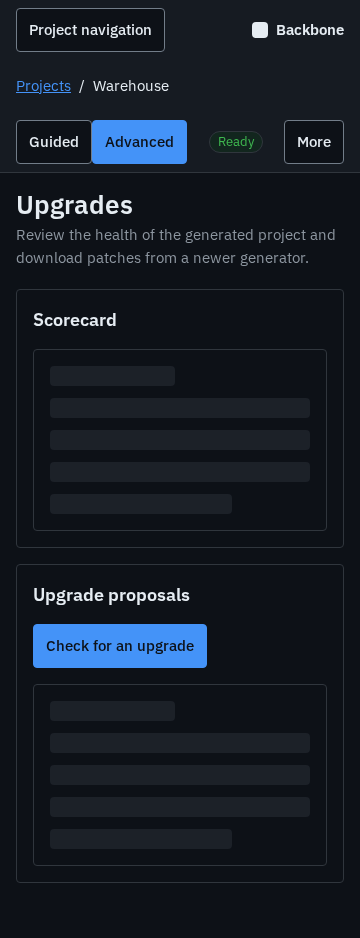 Project navigation
Backbone
Projects / Warehouse
Guided
Advanced
Ready
More
Upgrades
Review the health of the generated project and
download patches from a newer generator.
Scorecard
Upgrade proposals
Check for an upgrade